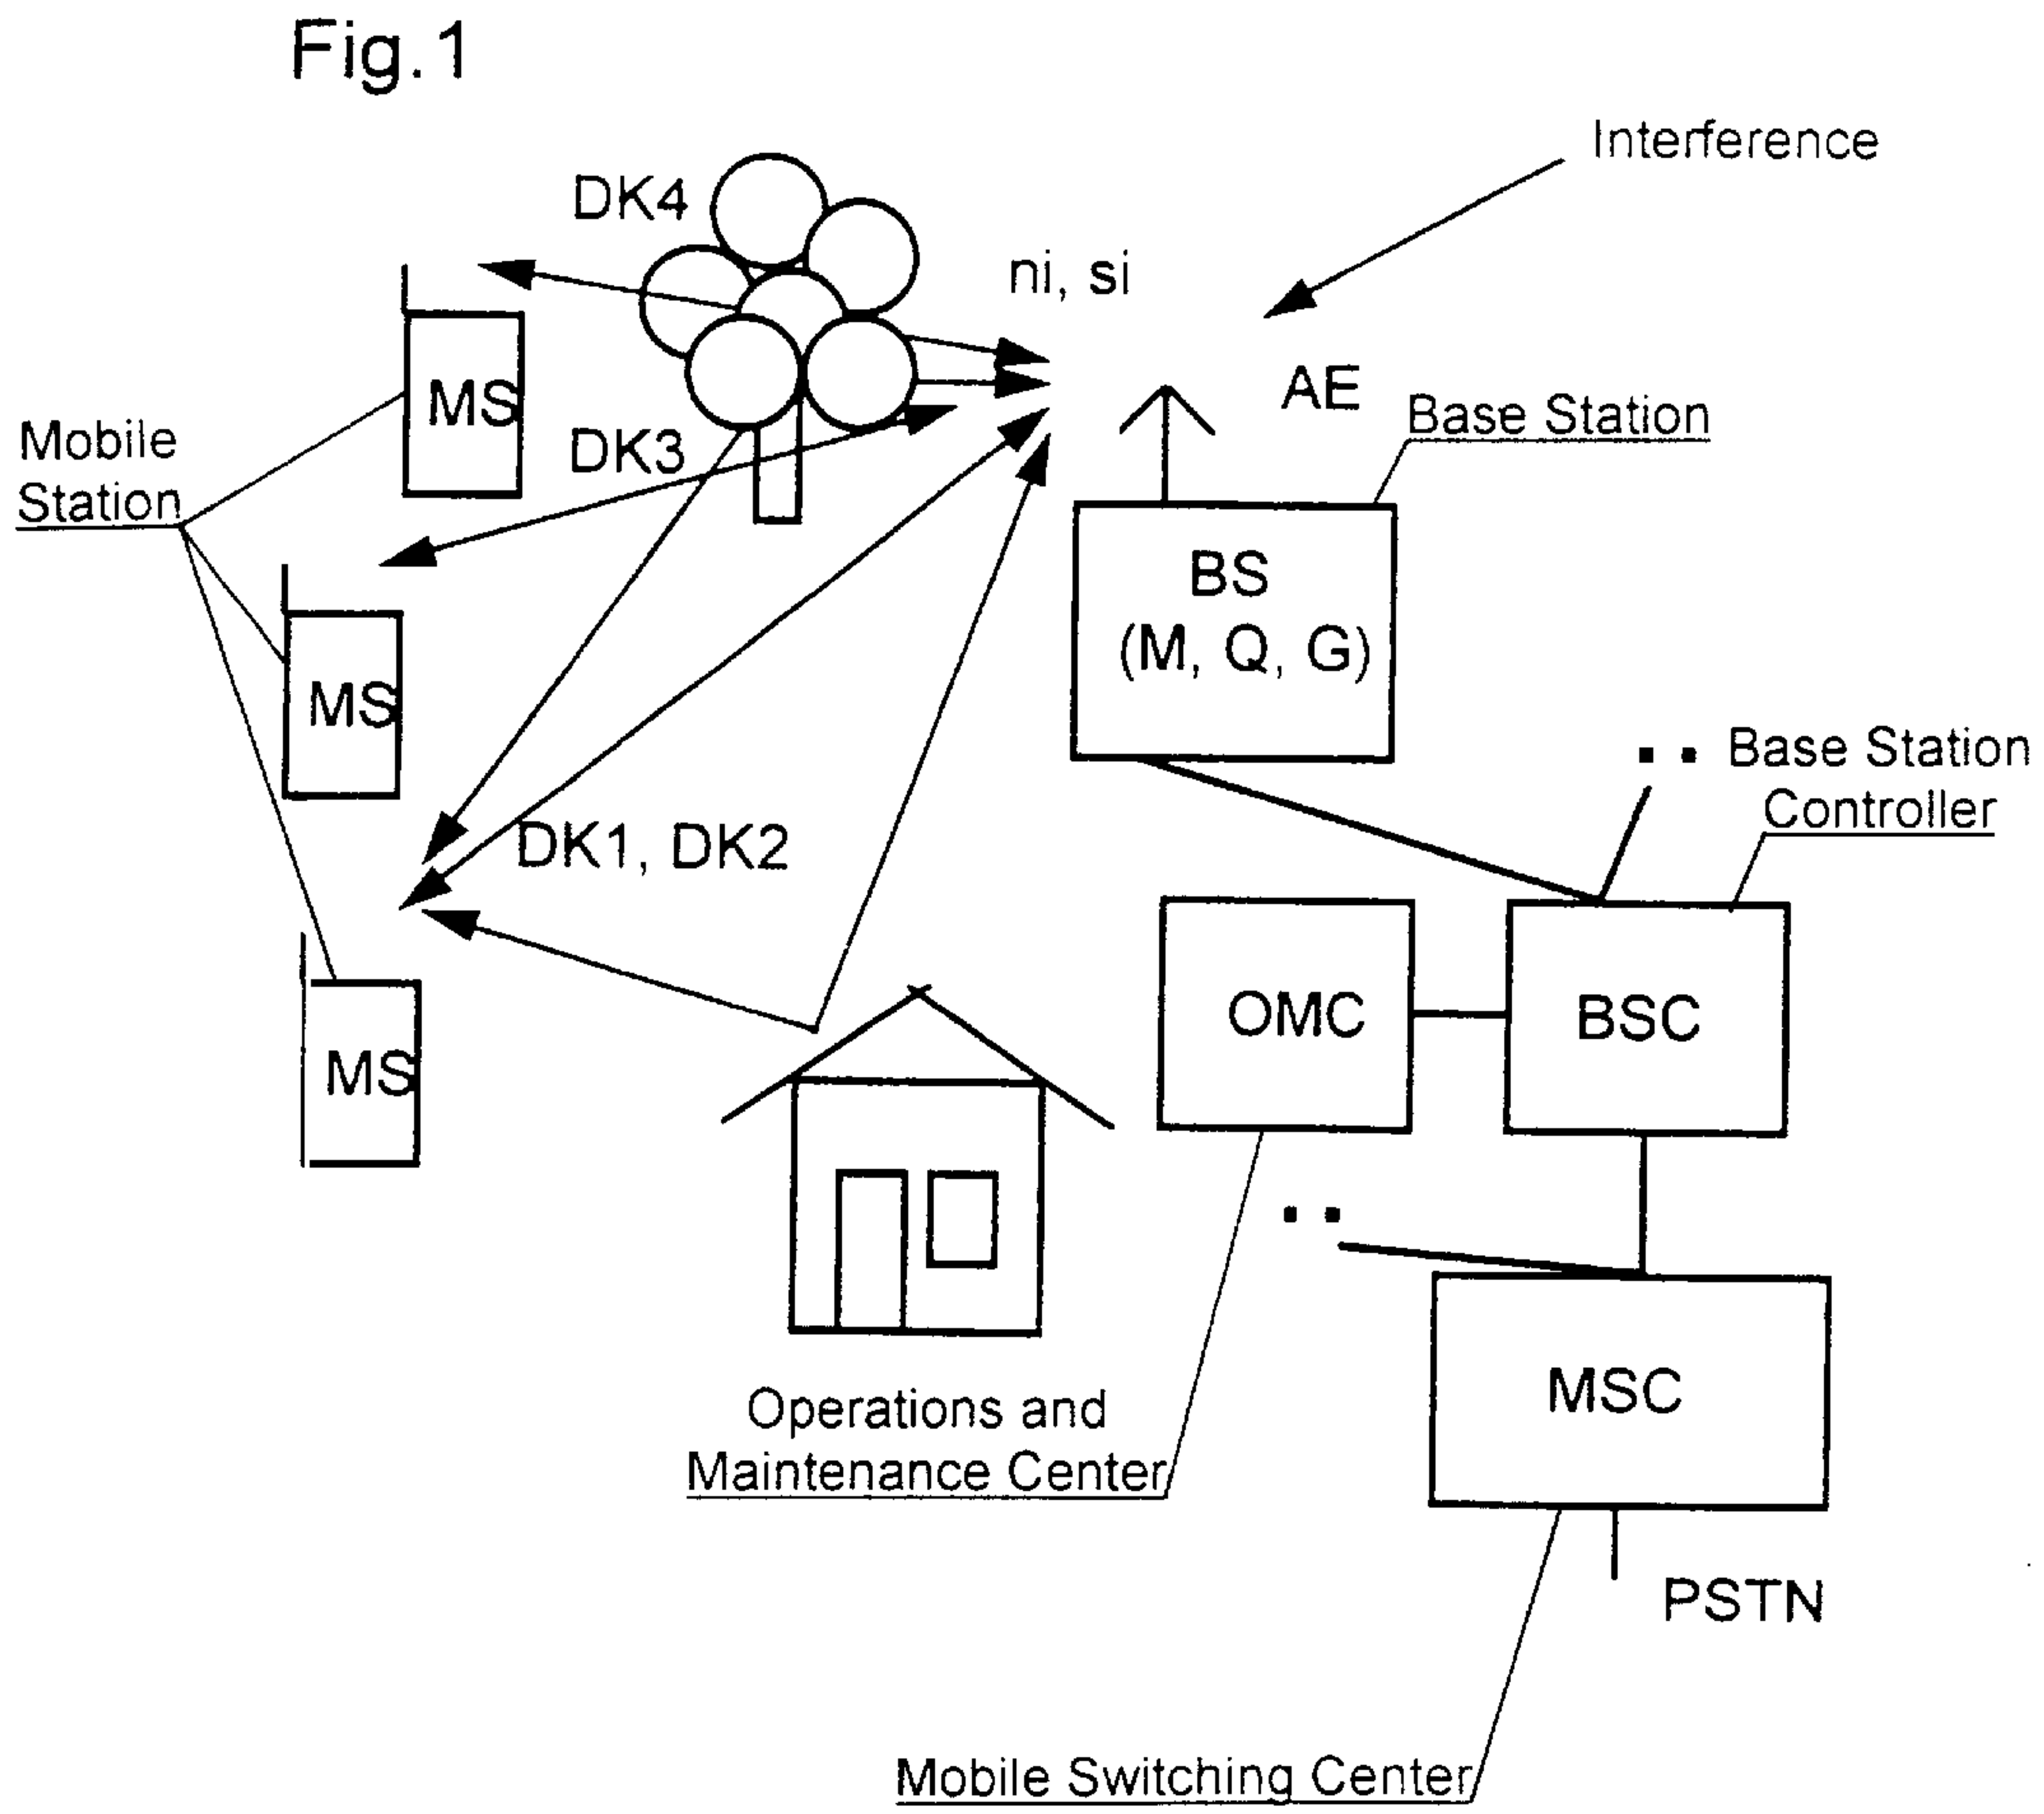 Fig.1
Interference
DK4
ni, si
MS
AE
Base Station
Mobile
Station
DK3
BS
(M, Q, G)
MS
Base Station
Controller
DK1, DK2
OMC
BSC
MS
MSC
Operations and
Maintenance Center
PSTN
Mobile Switching Center